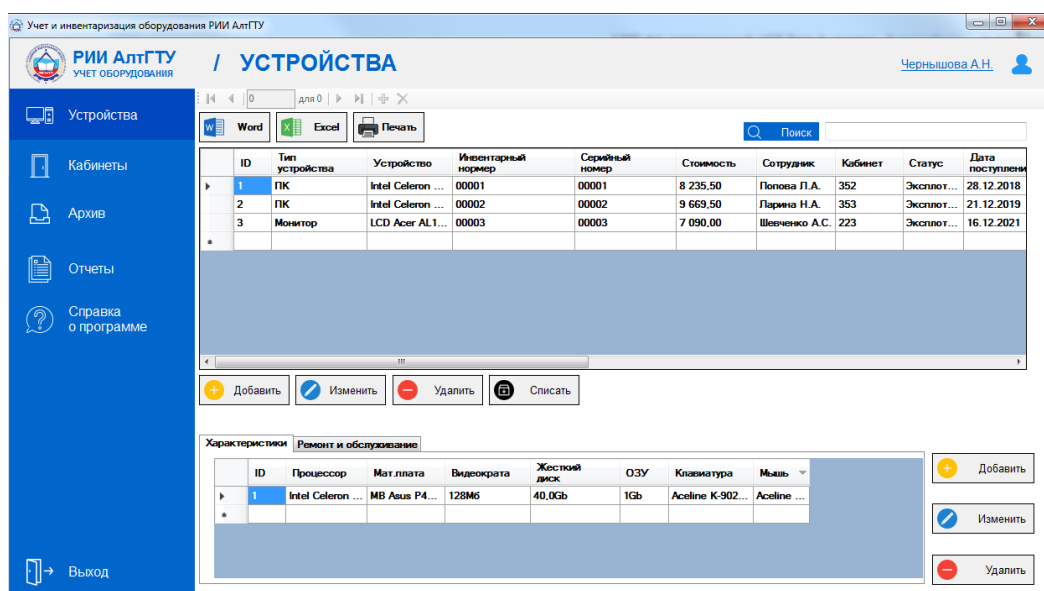 Учет и инвентаризация оборудования РИИ АлтГТУ
РИИ АлтГТУ
УЧЕТ ОБОРУДОВАНИЯ
/ УСТРОЙСТВА
Чернышова А.Н.
Устройства
Кабинеты
Архив
Отчеты
Справка
о программе
Выход
0 для 0
Word Excel Печать Поиск
ID Тип устройства Устройство Инвентарный нормер Серийный номер Стоимость Сотрудник Кабинет Статус Дата поступлени
1 ПК Intel Celeron ... 00001 00001 8 235,50 Попова Л.А. 352 Эксплот... 28.12.2018
2 ПК Intel Celeron ... 00002 00002 9 669,50 Ларина Н.А. 353 Эксплот... 21.12.2019
3 Монитор LCD Acer AL1... 00003 00003 7 090,00 Шевченко А.С. 223 Эксплот... 16.12.2021
Добавить Изменить Удалить Списать
Характеристики Ремонт и обслуживание
ID Процессор Мат.плата Видеократа Жесткий диск ОЗУ Клавиатура Мышь
1 Intel Celeron ... MB Asus P4... 128Мб 40,0Gb 1Gb Aceline K-902... Aceline ...
Добавить
Изменить
Удалить